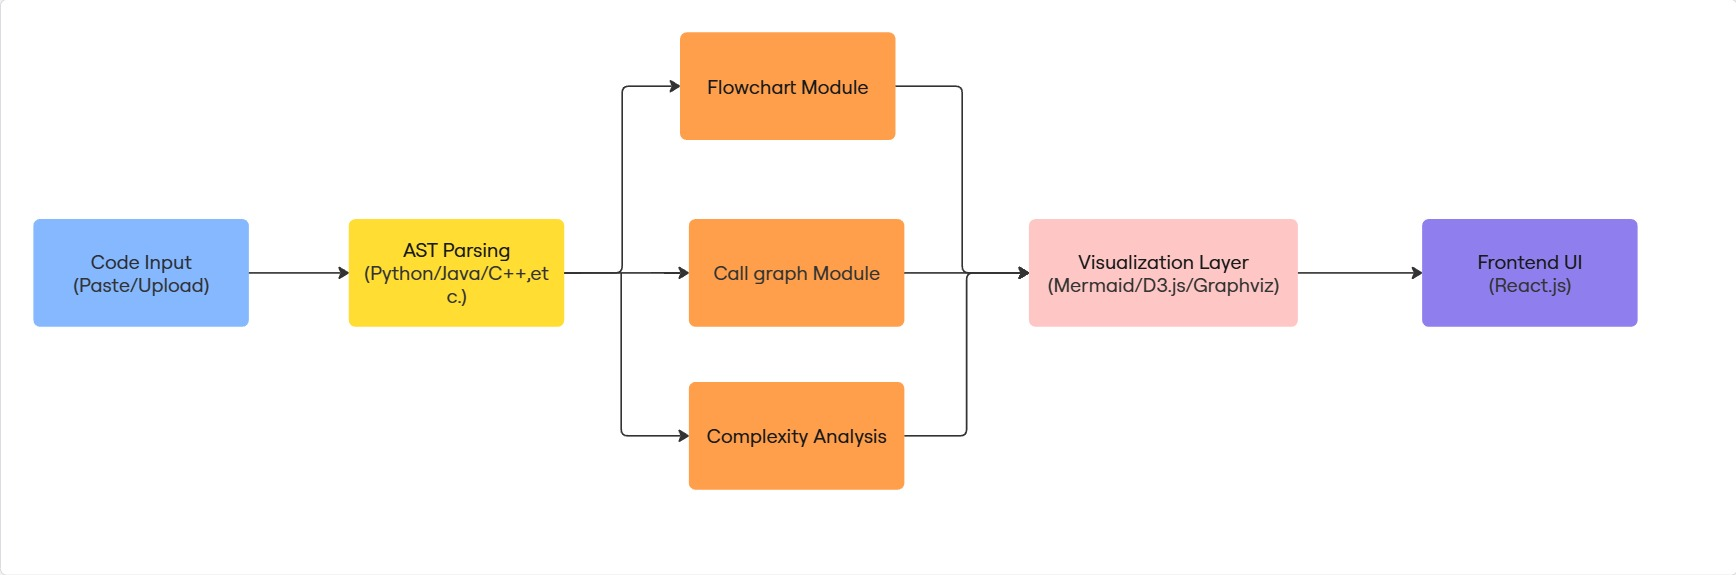 Code Input
(Paste/Upload)
AST Parsing
(Python/Java/C++,et
c.)
Flowchart Module
Call graph Module
Complexity Analysis
Visualization Layer
(Mermaid/D3.js/Graphviz)
Frontend UI
(React.js)